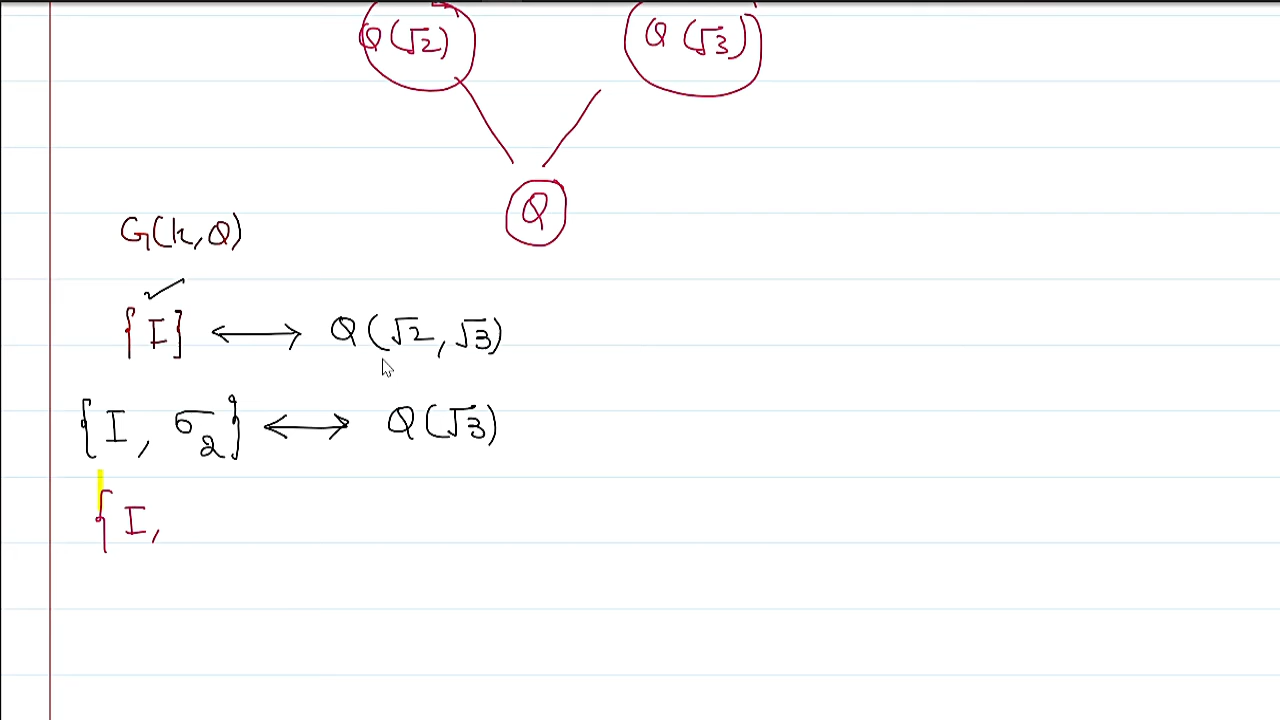 Q(√2) Q(√3)
Q
G(k,Q)
{I} ⟷ Q(√2,√3)
{I, σ₂} ⟷ Q(√3)
{I,